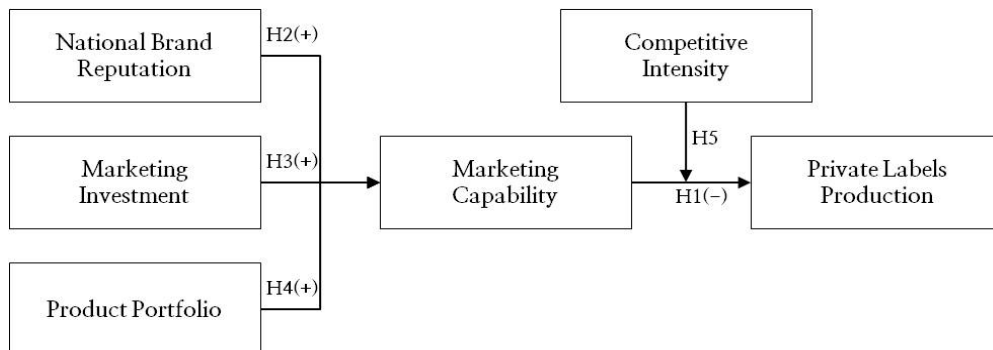 National Brand
Reputation
H2(+)
Competitive
Intensity
Marketing
Investment
H3(+)
Marketing
Capability
H5
H1(−)
Private Labels
Production
Product Portfolio
H4(+)